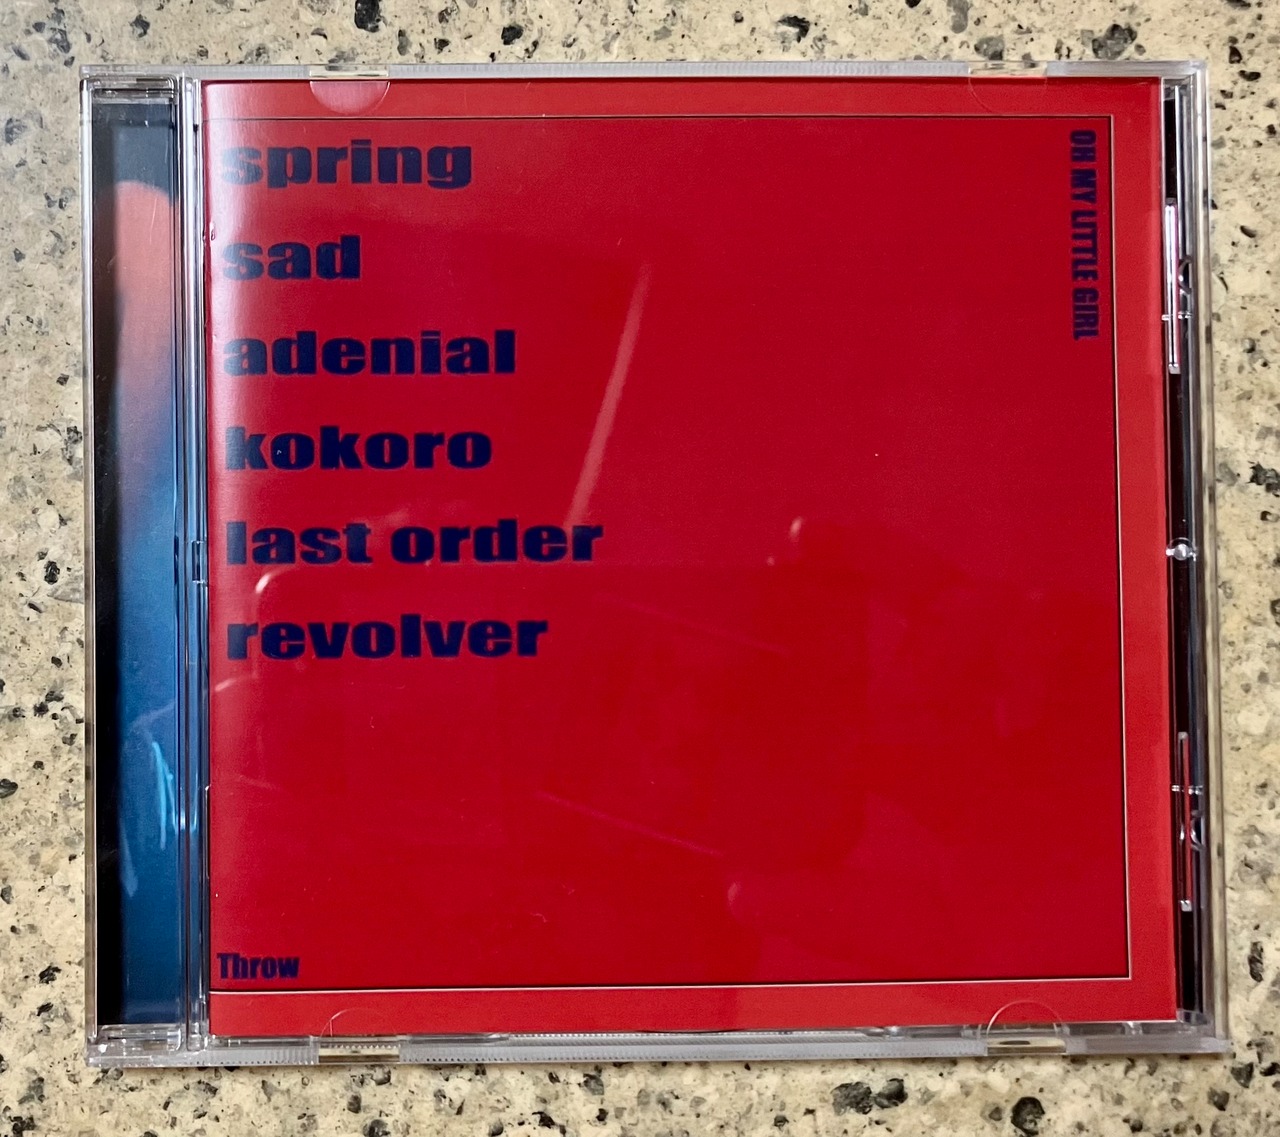 spring
sad
adenial
kokoro
last order
revolver
OH MY LITTLE GIRL
Throw